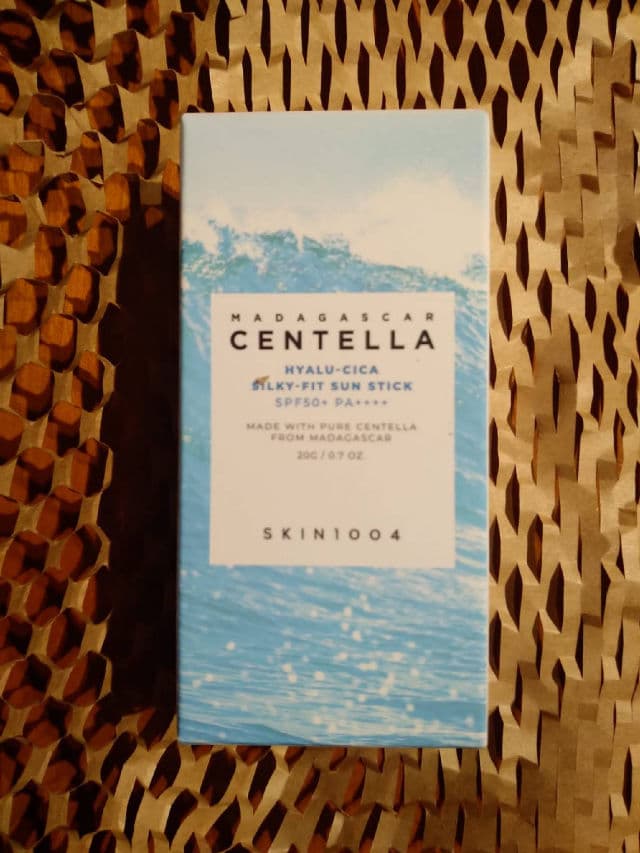 MADAGASCAR
CENTELLA
HYALU-CICA
SILKY-FIT SUN STICK
SPF50+ PA++++
MADE WITH PURE CENTELLA
FROM MADAGASCAR
20G / 0.7 OZ.
SKIN1004